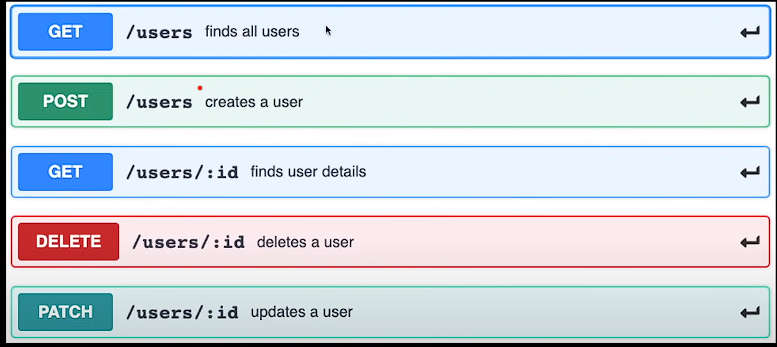 GET /users finds all users
POST /users creates a user
GET /users/:id finds user details
DELETE /users/:id deletes a user
PATCH /users/:id updates a user